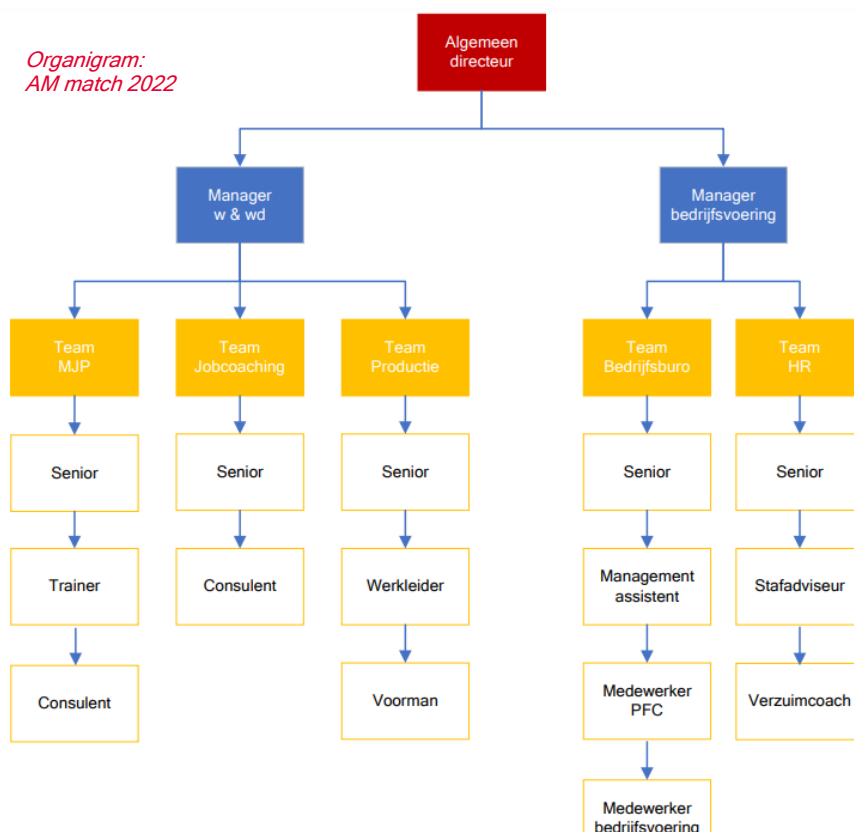 Organigram:
AM match 2022
Algemeen
directeur
Manager
w & wd
Manager
bedrijfsvoering
Team
MJP
Team
Jobcoaching
Team
Productie
Team
Bedrijfsburo
Team
HR
Senior
Senior
Senior
Senior
Senior
Trainer
Consulent
Werkleider
Management
assistent
Stafadviseur
Consulent
Voorman
Medewerker
PFC
Verzuimcoach
Medewerker
bedrijfsvoering